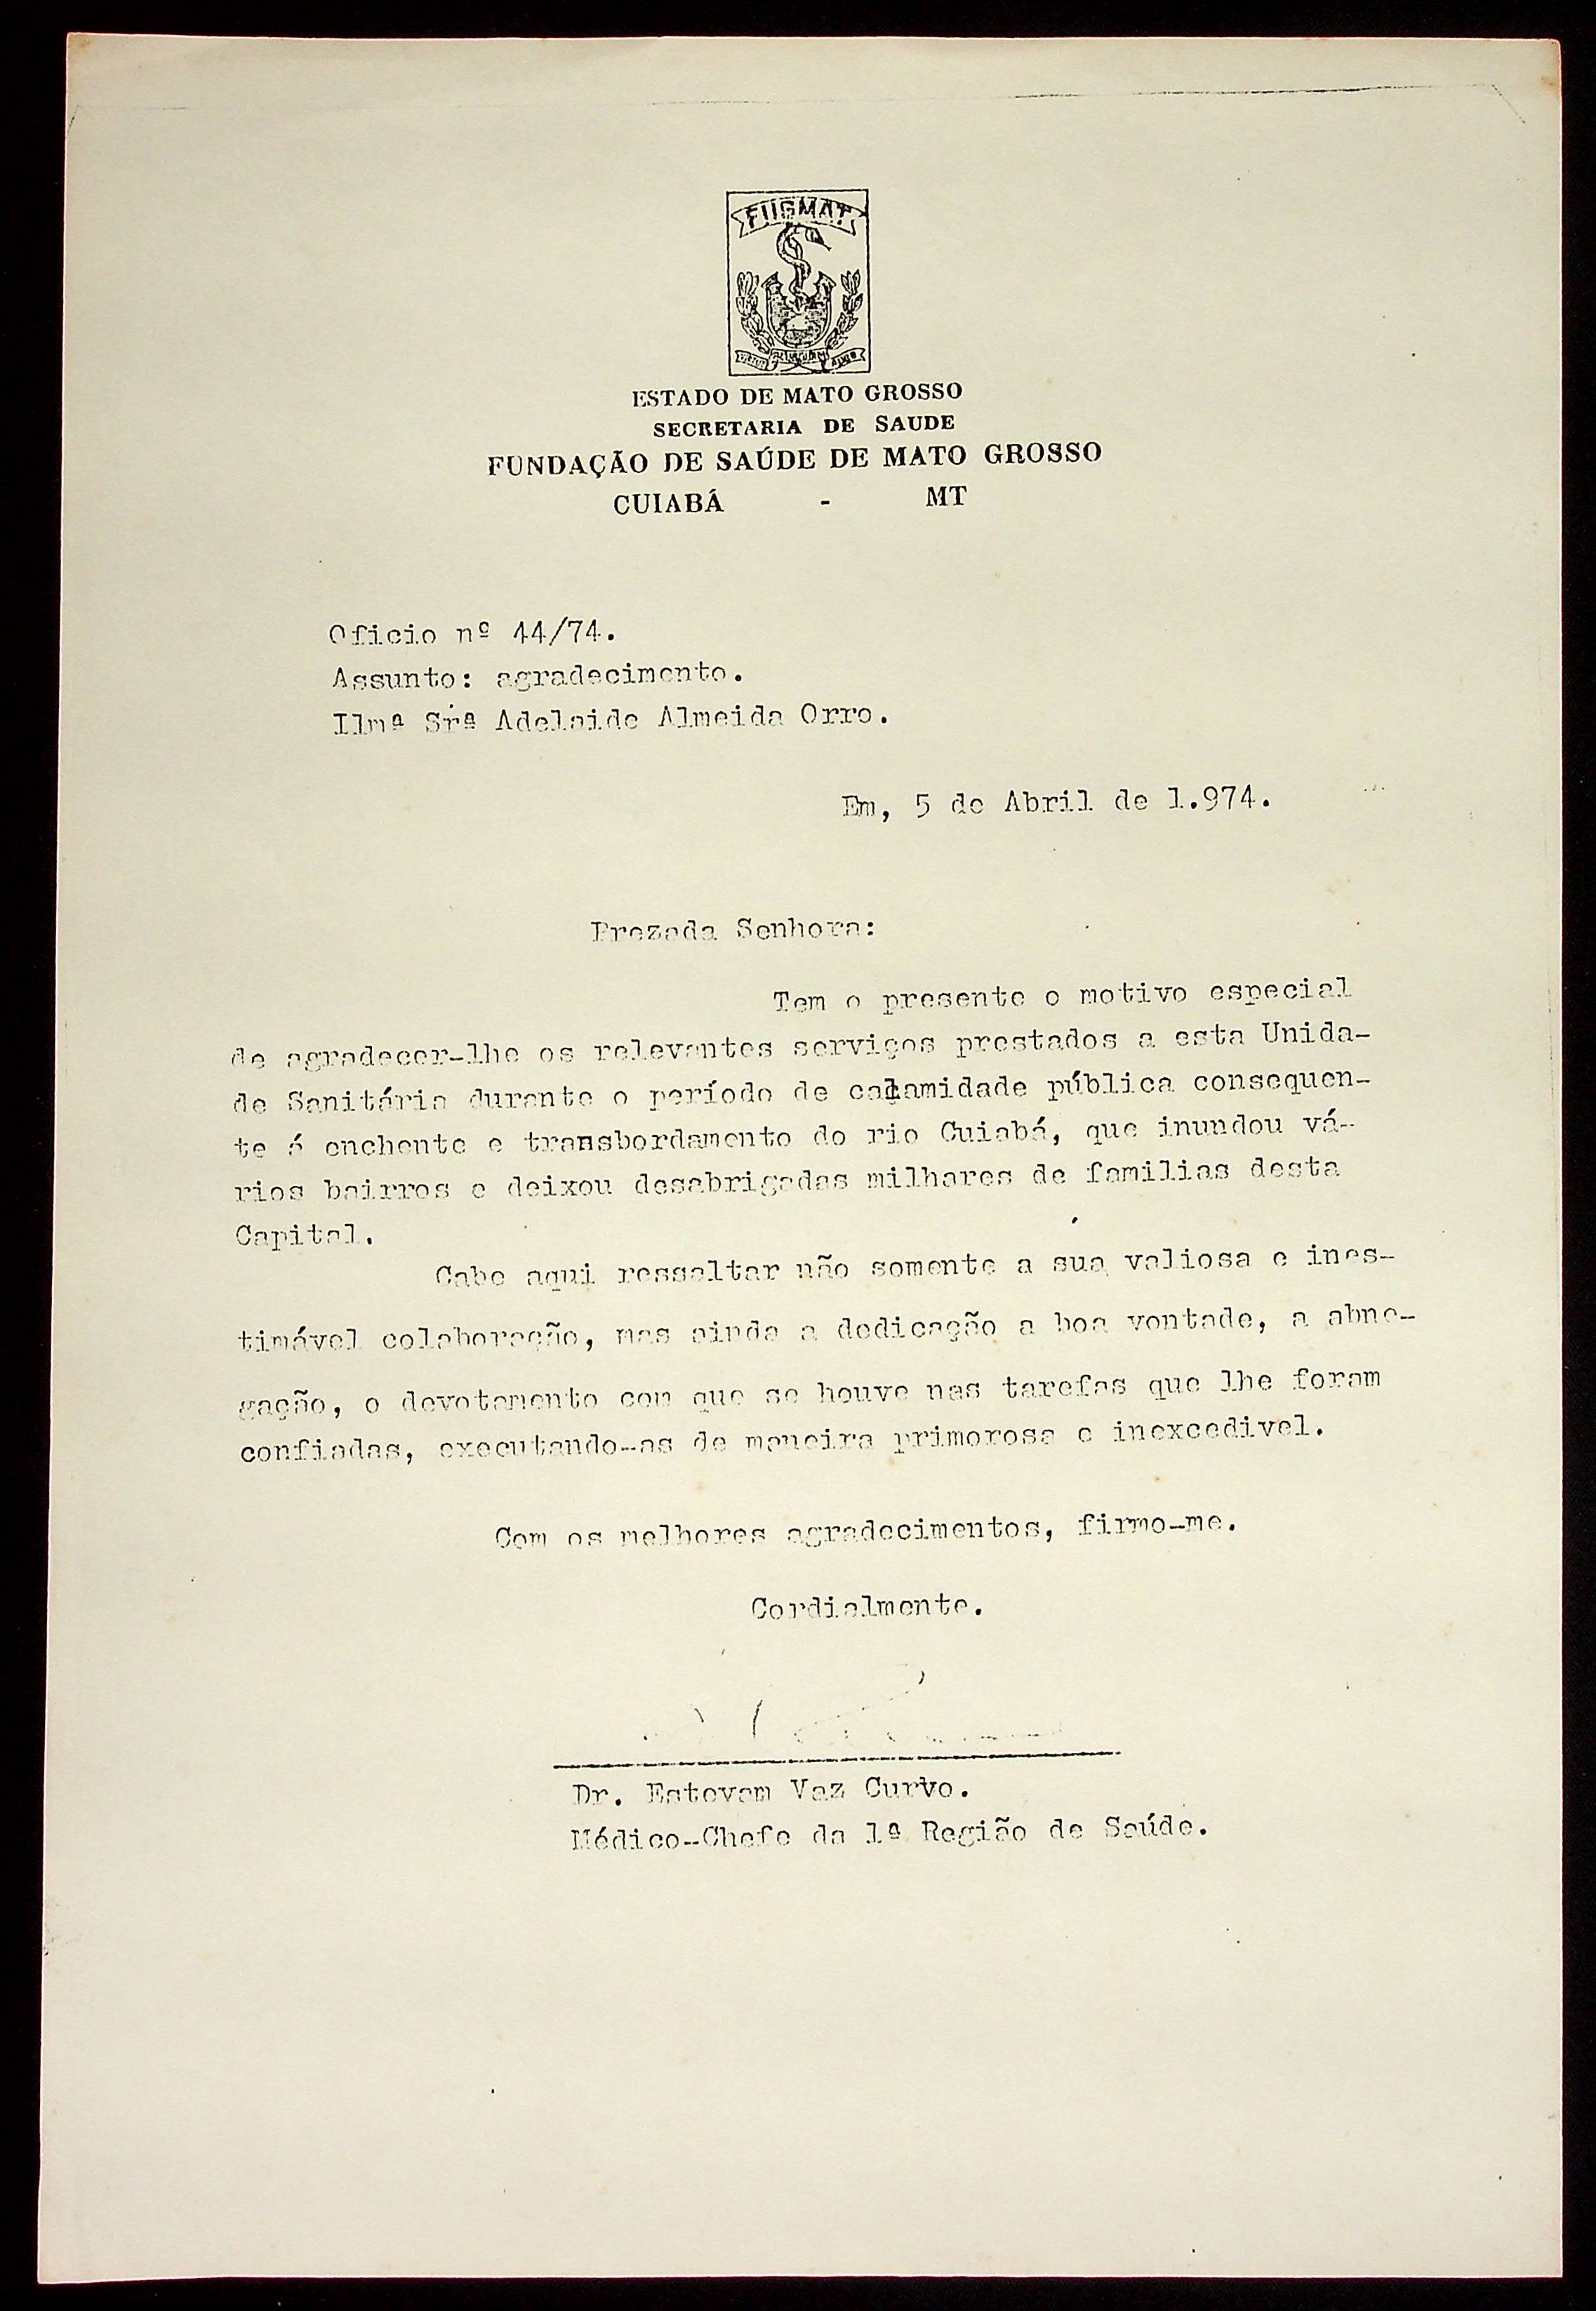 ESTADO DE MATO GROSSO
SECRETARIA DE SAUDE
FUNDAÇÃO DE SAÚDE DE MATO GROSSO
CUIABÁ - MT
Oficio nº 44/74.
Assunto: agradecimento.
Ilmª Srª Adelaide Almeida Orro.
Em, 5 de Abril de 1.974.
Prezada Senhora:
Tem o presente o motivo especial
de agradecer-lhe os relevantes serviços prestados a esta Unida-
de Sanitária durante o período de calamidade pública consequen-
te á enchente e transbordamento do rio Cuiabá, que inundou vá-
rios bairros e deixou desabrigadas milhares de familias desta
Capital.
Cabe aqui ressaltar não somente a sua valiosa e ines-
timável colaboração, mas ainda a dedicação a boa vontade, a abne-
gação, o devotamento com que se houve nas tarefas que lhe foram
confiadas, executando-as de maneira primorosa e inexcedivel.
Com os melhores agradecimentos, firmo-me.
Cordialmente.
Dr. Estevam Vaz Curvo.
Médico-Chefe da 1ª Região de Saúde.